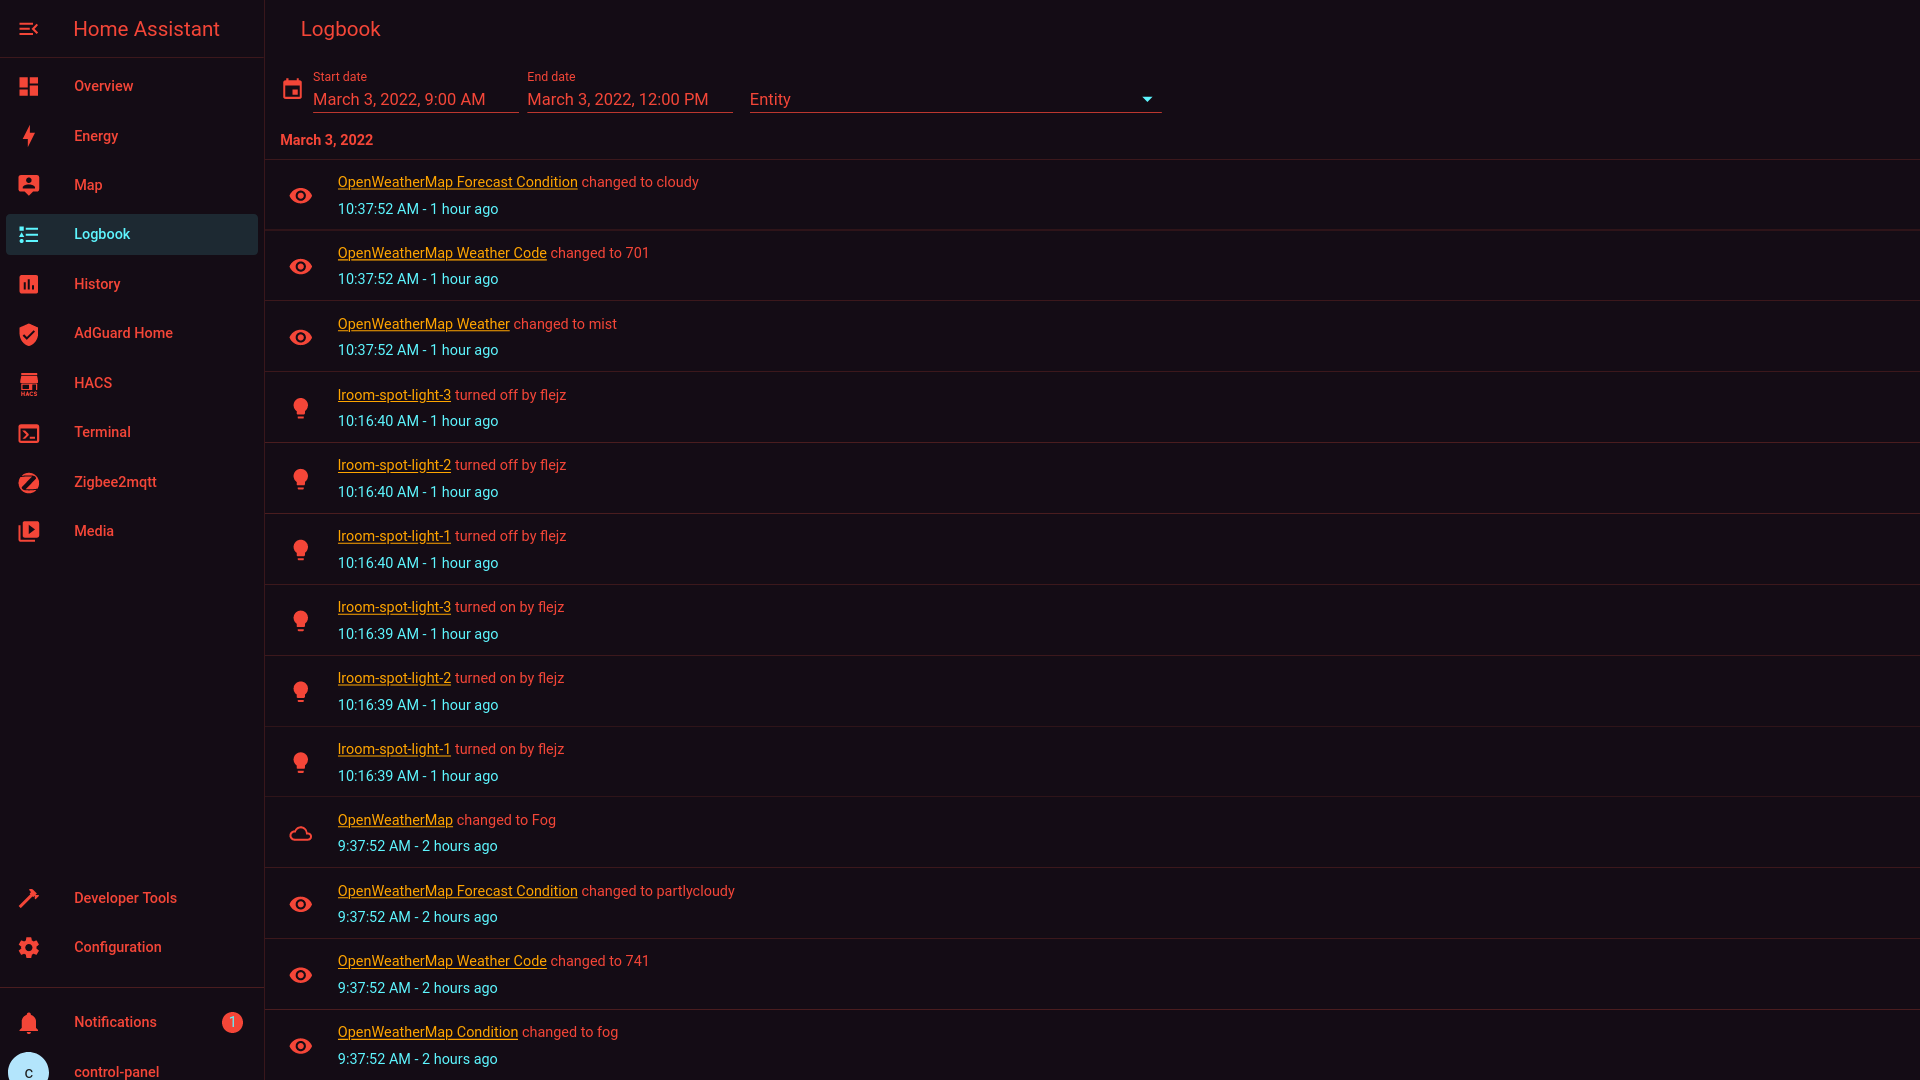 Home Assistant
Overview
Energy
Map
Logbook
History
AdGuard Home
HACS
HACS
Terminal
Zigbee2mqtt
Media
Developer Tools
Configuration
Notifications 1
c control-panel
Logbook
Start date
March 3, 2022, 9:00 AM
End date
March 3, 2022, 12:00 PM
Entity
March 3, 2022
OpenWeatherMap Forecast Condition changed to cloudy
10:37:52 AM - 1 hour ago
OpenWeatherMap Weather Code changed to 701
10:37:52 AM - 1 hour ago
OpenWeatherMap Weather changed to mist
10:37:52 AM - 1 hour ago
lroom-spot-light-3 turned off by flejz
10:16:40 AM - 1 hour ago
lroom-spot-light-2 turned off by flejz
10:16:40 AM - 1 hour ago
lroom-spot-light-1 turned off by flejz
10:16:40 AM - 1 hour ago
lroom-spot-light-3 turned on by flejz
10:16:39 AM - 1 hour ago
lroom-spot-light-2 turned on by flejz
10:16:39 AM - 1 hour ago
lroom-spot-light-1 turned on by flejz
10:16:39 AM - 1 hour ago
OpenWeatherMap changed to Fog
9:37:52 AM - 2 hours ago
OpenWeatherMap Forecast Condition changed to partlycloudy
9:37:52 AM - 2 hours ago
OpenWeatherMap Weather Code changed to 741
9:37:52 AM - 2 hours ago
OpenWeatherMap Condition changed to fog
9:37:52 AM - 2 hours ago